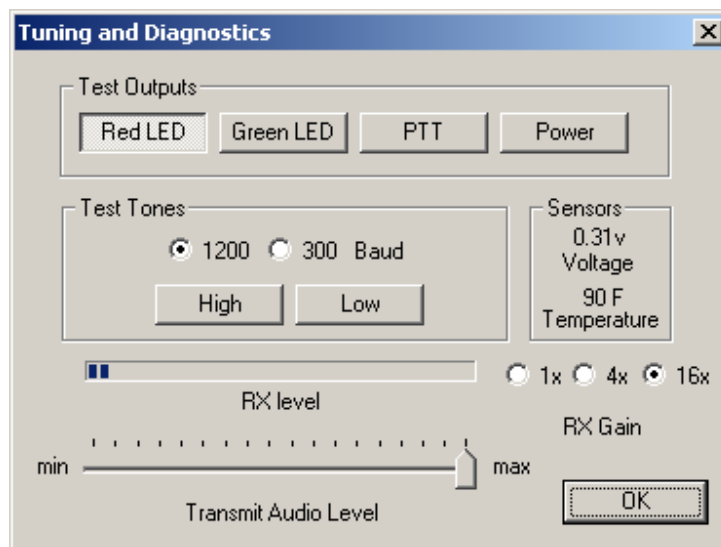 Tuning and Diagnostics
Test Outputs
Red LED Green LED PTT Power
Test Tones
1200 300 Baud
High Low
Sensors
0.31v
Voltage
90 F
Temperature
RX level
1x 4x 16x
RX Gain
min max
Transmit Audio Level
OK